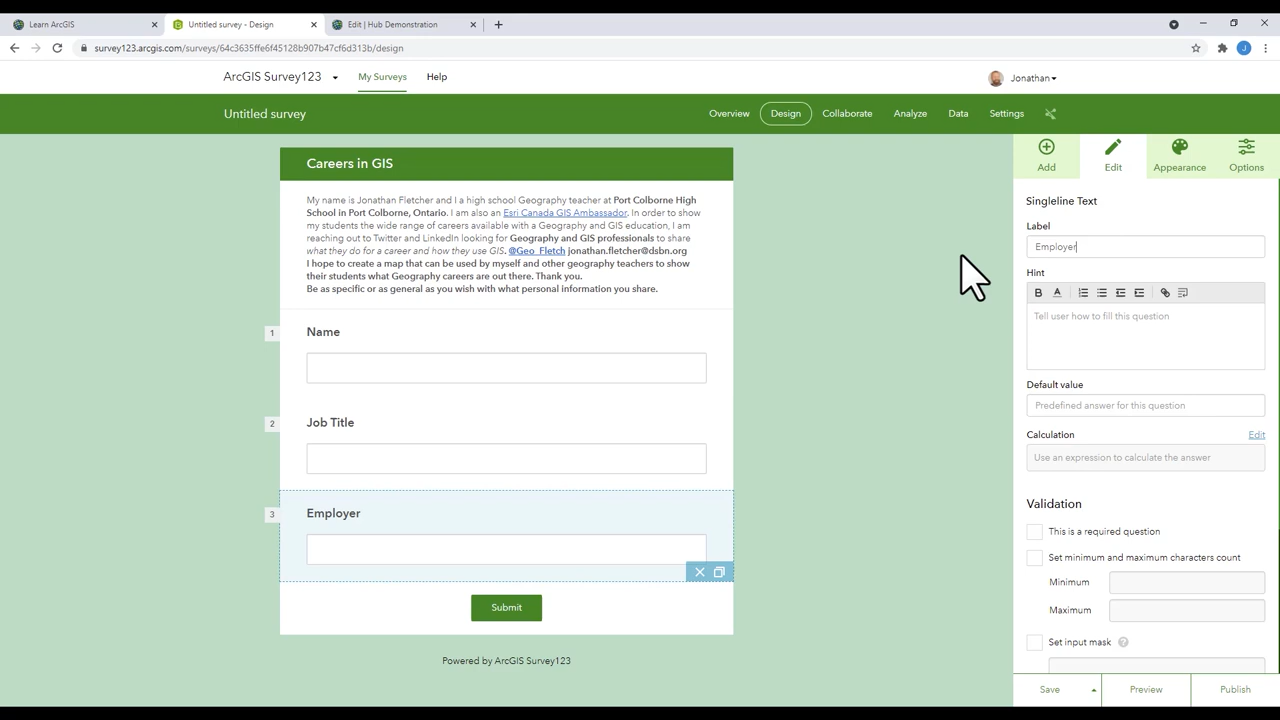 Learn ArcGIS
Untitled survey - Design
Edit | Hub Demonstration
survey123.arcgis.com/surveys/64c3635ffe6f45128b907b47cf6d313b/design
J
ArcGIS Survey123
My Surveys
Help
Jonathan
Untitled survey
Overview
Design
Collaborate
Analyze
Data
Settings
Careers in GIS
My name is Jonathan Fletcher and I a high school Geography teacher at Port Colborne High
School in Port Colborne, Ontario. I am also an Esri Canada GIS Ambassador. In order to show
my students the wide range of careers available with a Geography and GIS education, I am
reaching out to Twitter and LinkedIn looking for Geography and GIS professionals to share
what they do for a career and how they use GIS. @Geo_Fletch jonathan.fletcher@dsbn.org
I hope to create a map that can be used by myself and other geography teachers to show
their students what Geography careers are out there. Thank you.
Be as specific or as general as you wish with what personal information you share.
1
Name
2
Job Title
3
Employer
Submit
Powered by ArcGIS Survey123
Add
Edit
Appearance
Options
Singleline Text
Label
Employer
Hint
B A
Tell user how to fill this question
Default value
Predefined answer for this question
Calculation
Edit
Use an expression to calculate the answer
Validation
This is a required question
Set minimum and maximum characters count
Minimum
Maximum
Set input mask ?
Save
Preview
Publish